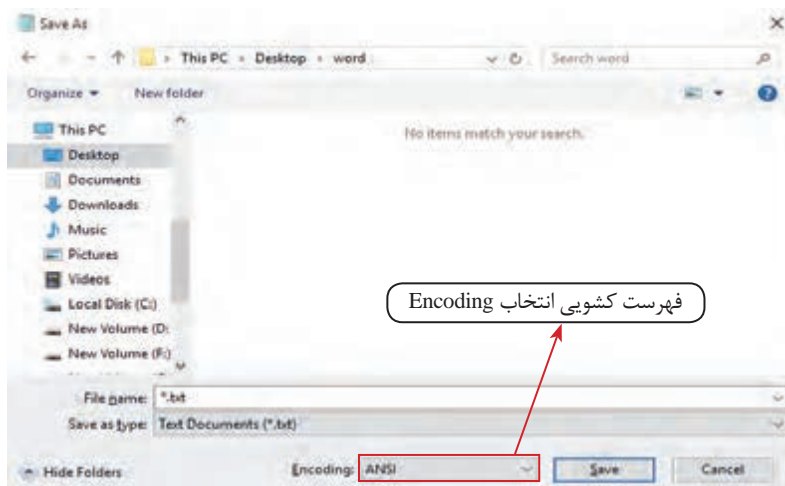 Save As
This PC › Desktop › word
Search word
Organize
New folder
This PC
No items match your search.
Desktop
Documents
Downloads
Music
Pictures
Videos
فهرست کشویی انتخاب Encoding
Local Disk (C:)
New Volume (D:
New Volume (F:)
File name: *.txt
Save as type: Text Documents (*.txt)
Hide Folders
Encoding: ANSI
Save
Cancel